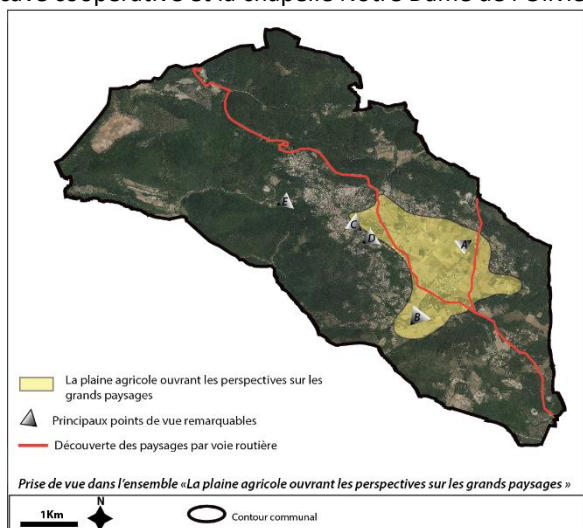 cave coopérative et la chapelle Notre Dame de l'Olivie
E
C
D
A
B
La plaine agricole ouvrant les perspectives sur les
grands paysages
Principaux points de vue remarquables
Découverte des paysages par voie routière
Prise de vue dans l'ensemble «La plaine agricole ouvrant les perspectives sur les grands paysages »
N
1Km
Contour communal